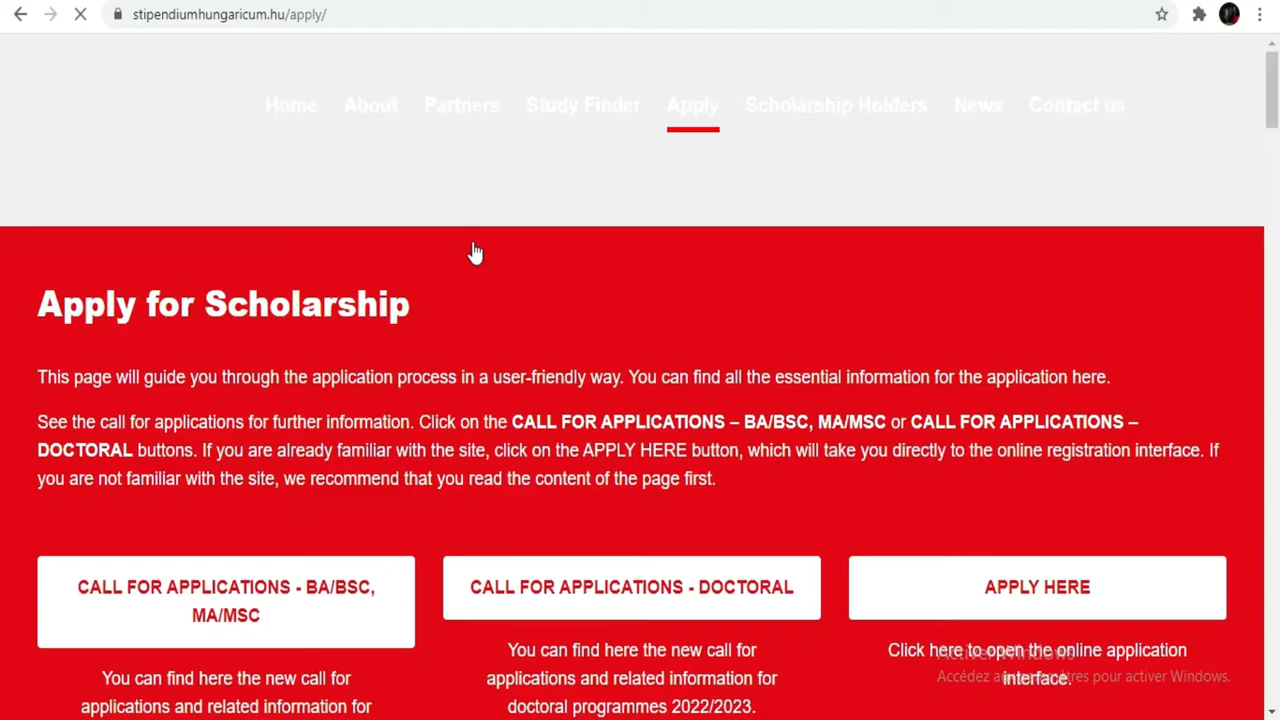 stipendiumhungaricum.hu/apply/
Home About Partners Study Finder Apply Scholarship Holders News Contact us
Apply for Scholarship
This page will guide you through the application process in a user-friendly way. You can find all the essential information for the application here.
See the call for applications for further information. Click on the CALL FOR APPLICATIONS – BA/BSC, MA/MSC or CALL FOR APPLICATIONS –
DOCTORAL buttons. If you are already familiar with the site, click on the APPLY HERE button, which will take you directly to the online registration interface. If
you are not familiar with the site, we recommend that you read the content of the page first.
CALL FOR APPLICATIONS - BA/BSC,
MA/MSC
You can find here the new call for
applications and related information for
CALL FOR APPLICATIONS - DOCTORAL
You can find here the new call for
applications and related information for
doctoral programmes 2022/2023.
APPLY HERE
Click here to open the online application
interface.
Activer Windows
Accédez aux paramètres pour activer Windows.